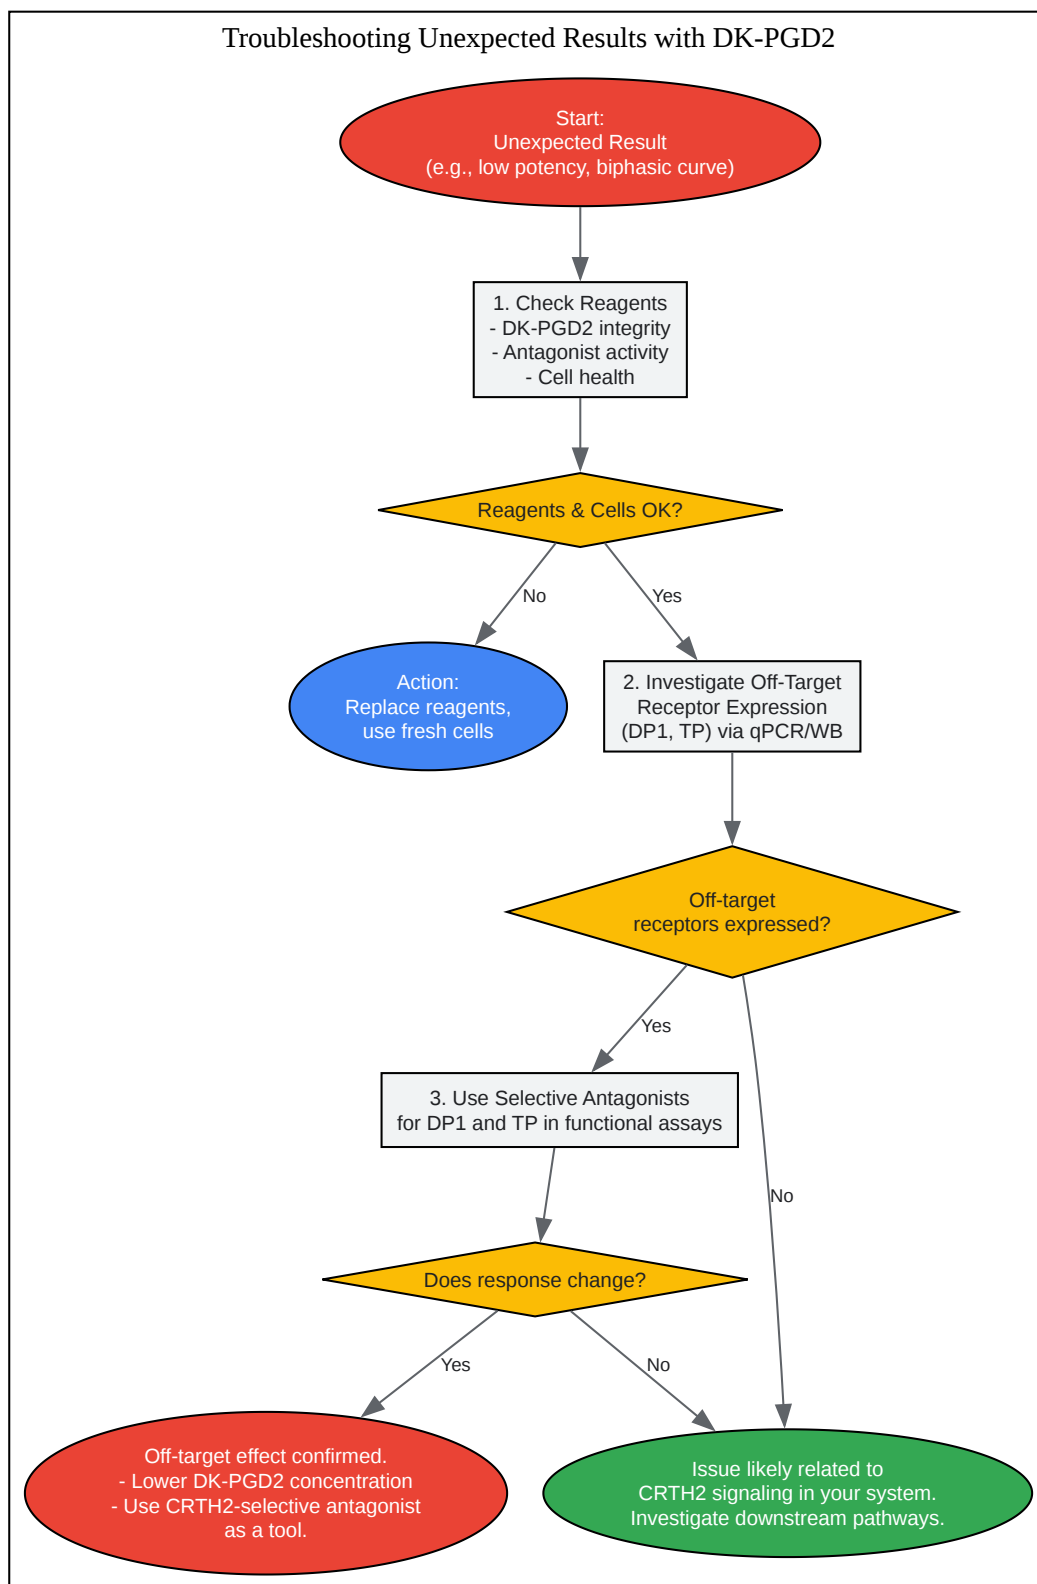 Troubleshooting Unexpected Results with DK-PGD2
Start:
Unexpected Result
(e.g., low potency, biphasic curve)
1. Check Reagents
- DK-PGD2 integrity
- Antagonist activity
- Cell health
Reagents & Cells OK?
No
Yes
Action:
Replace reagents,
use fresh cells
2. Investigate Off-Target
Receptor Expression
(DP1, TP) via qPCR/WB
Off-target
receptors expressed?
Yes
No
3. Use Selective Antagonists
for DP1 and TP in functional assays
Does response change?
Yes
No
Off-target effect confirmed.
- Lower DK-PGD2 concentration
- Use CRTH2-selective antagonist
as a tool.
Issue likely related to
CRTH2 signaling in your system.
Investigate downstream pathways.